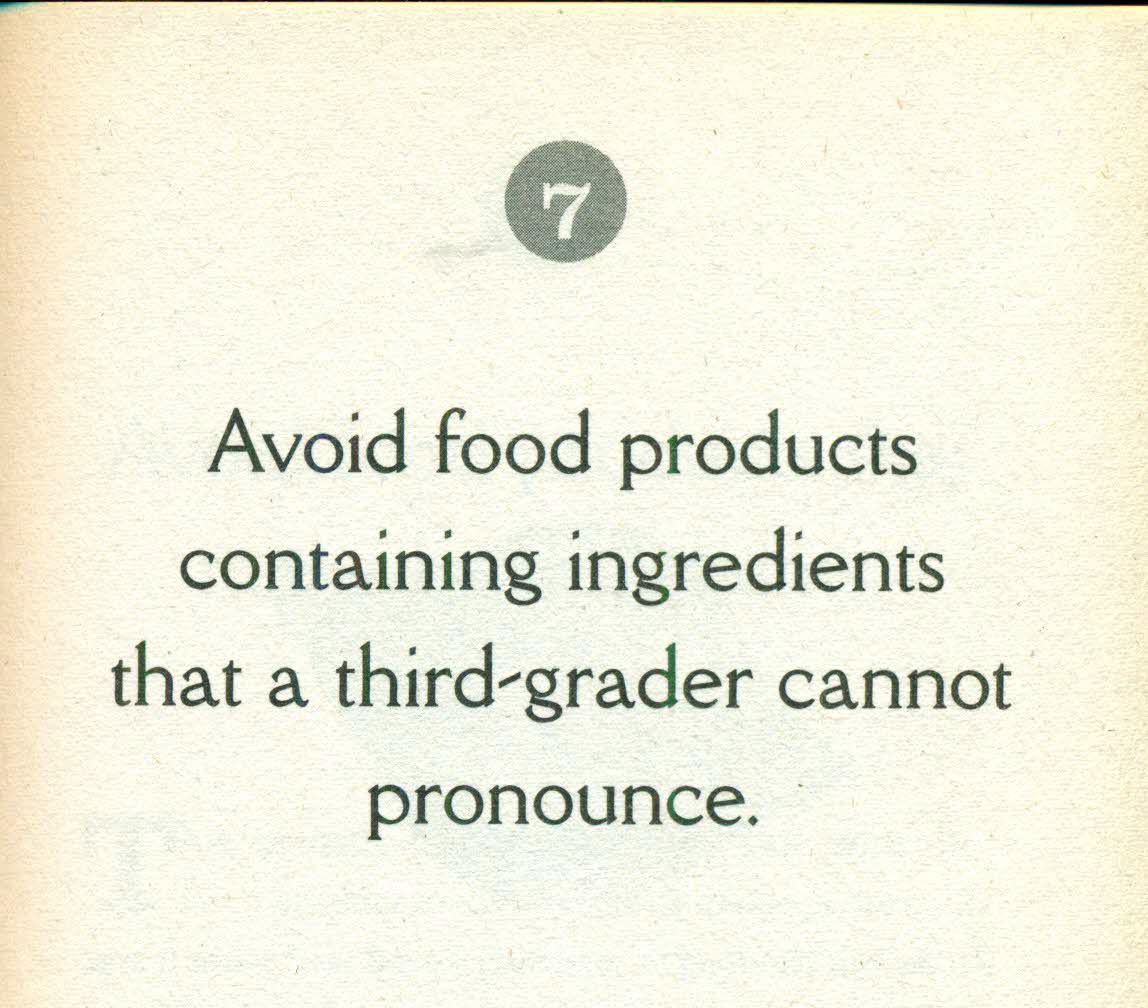 7
Avoid food products
containing ingredients
that a third-grader cannot
pronounce.